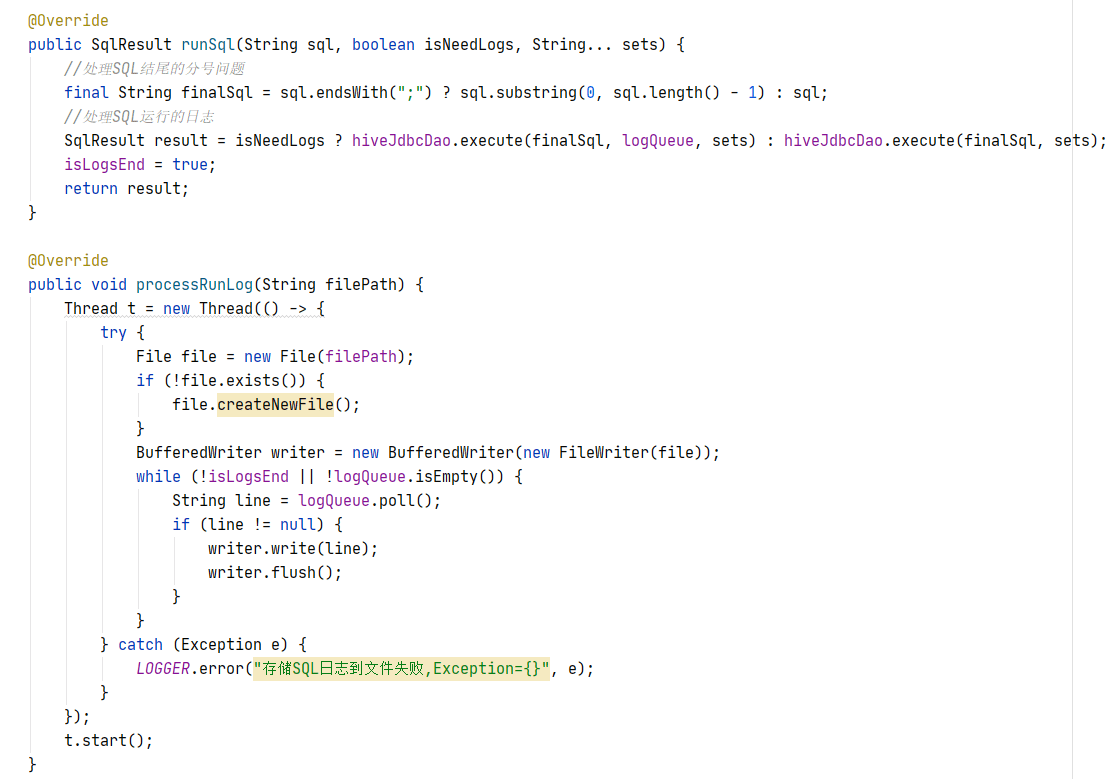 @Override
public SqlResult runSql(String sql, boolean isNeedLogs, String... sets) {
    //处理SQL结尾的分号问题
    final String finalSql = sql.endsWith(";") ? sql.substring(0, sql.length() - 1) : sql;
    //处理SQL运行的日志
    SqlResult result = isNeedLogs ? hiveJdbcDao.execute(finalSql, logQueue, sets) : hiveJdbcDao.execute(finalSql, sets);
    isLogsEnd = true;
    return result;
}

@Override
public void processRunLog(String filePath) {
    Thread t = new Thread(() -> {
        try {
            File file = new File(filePath);
            if (!file.exists()) {
                file.createNewFile();
            }
            BufferedWriter writer = new BufferedWriter(new FileWriter(file));
            while (!isLogsEnd || !logQueue.isEmpty()) {
                String line = logQueue.poll();
                if (line != null) {
                    writer.write(line);
                    writer.flush();
                }
            }
        } catch (Exception e) {
            LOGGER.error("存储SQL日志到文件失败,Exception={}", e);
        }
    });
    t.start();
}